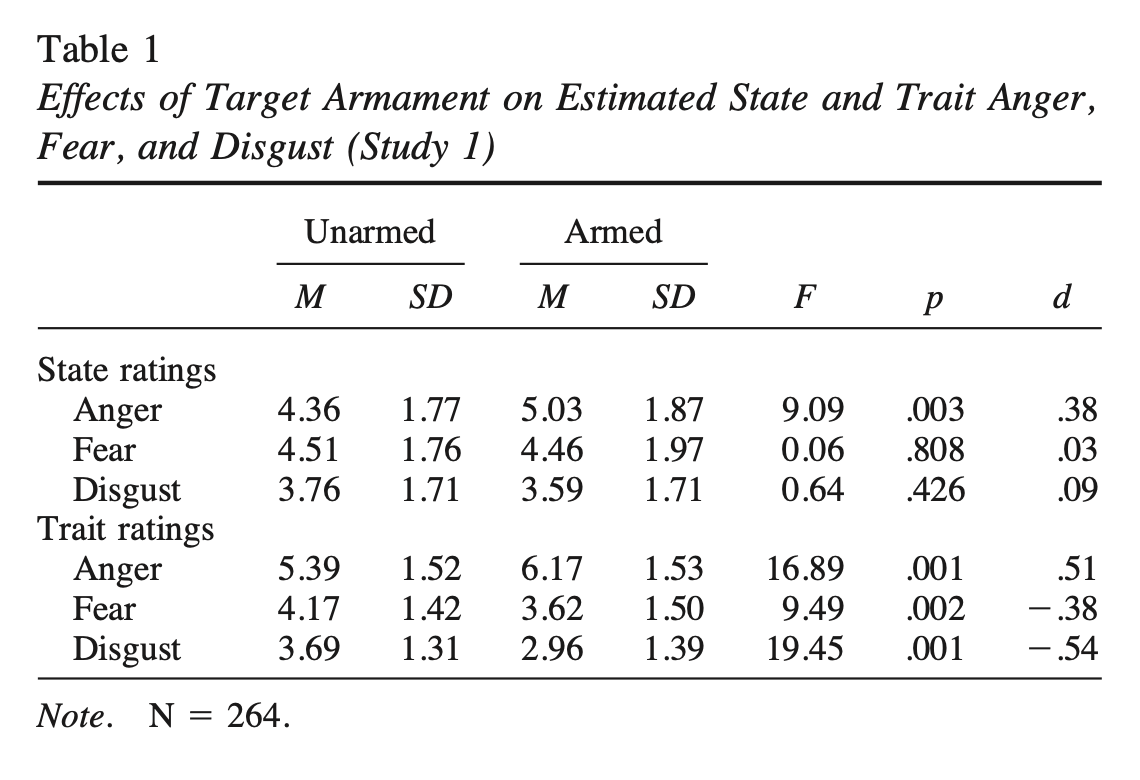 Table 1
Effects of Target Armament on Estimated State and Trait Anger,
Fear, and Disgust (Study 1)
Unarmed Armed
M SD M SD F p d
State ratings
Anger 4.36 1.77 5.03 1.87 9.09 .003 .38
Fear 4.51 1.76 4.46 1.97 0.06 .808 .03
Disgust 3.76 1.71 3.59 1.71 0.64 .426 .09
Trait ratings
Anger 5.39 1.52 6.17 1.53 16.89 .001 .51
Fear 4.17 1.42 3.62 1.50 9.49 .002 −.38
Disgust 3.69 1.31 2.96 1.39 19.45 .001 −.54
Note. N = 264.